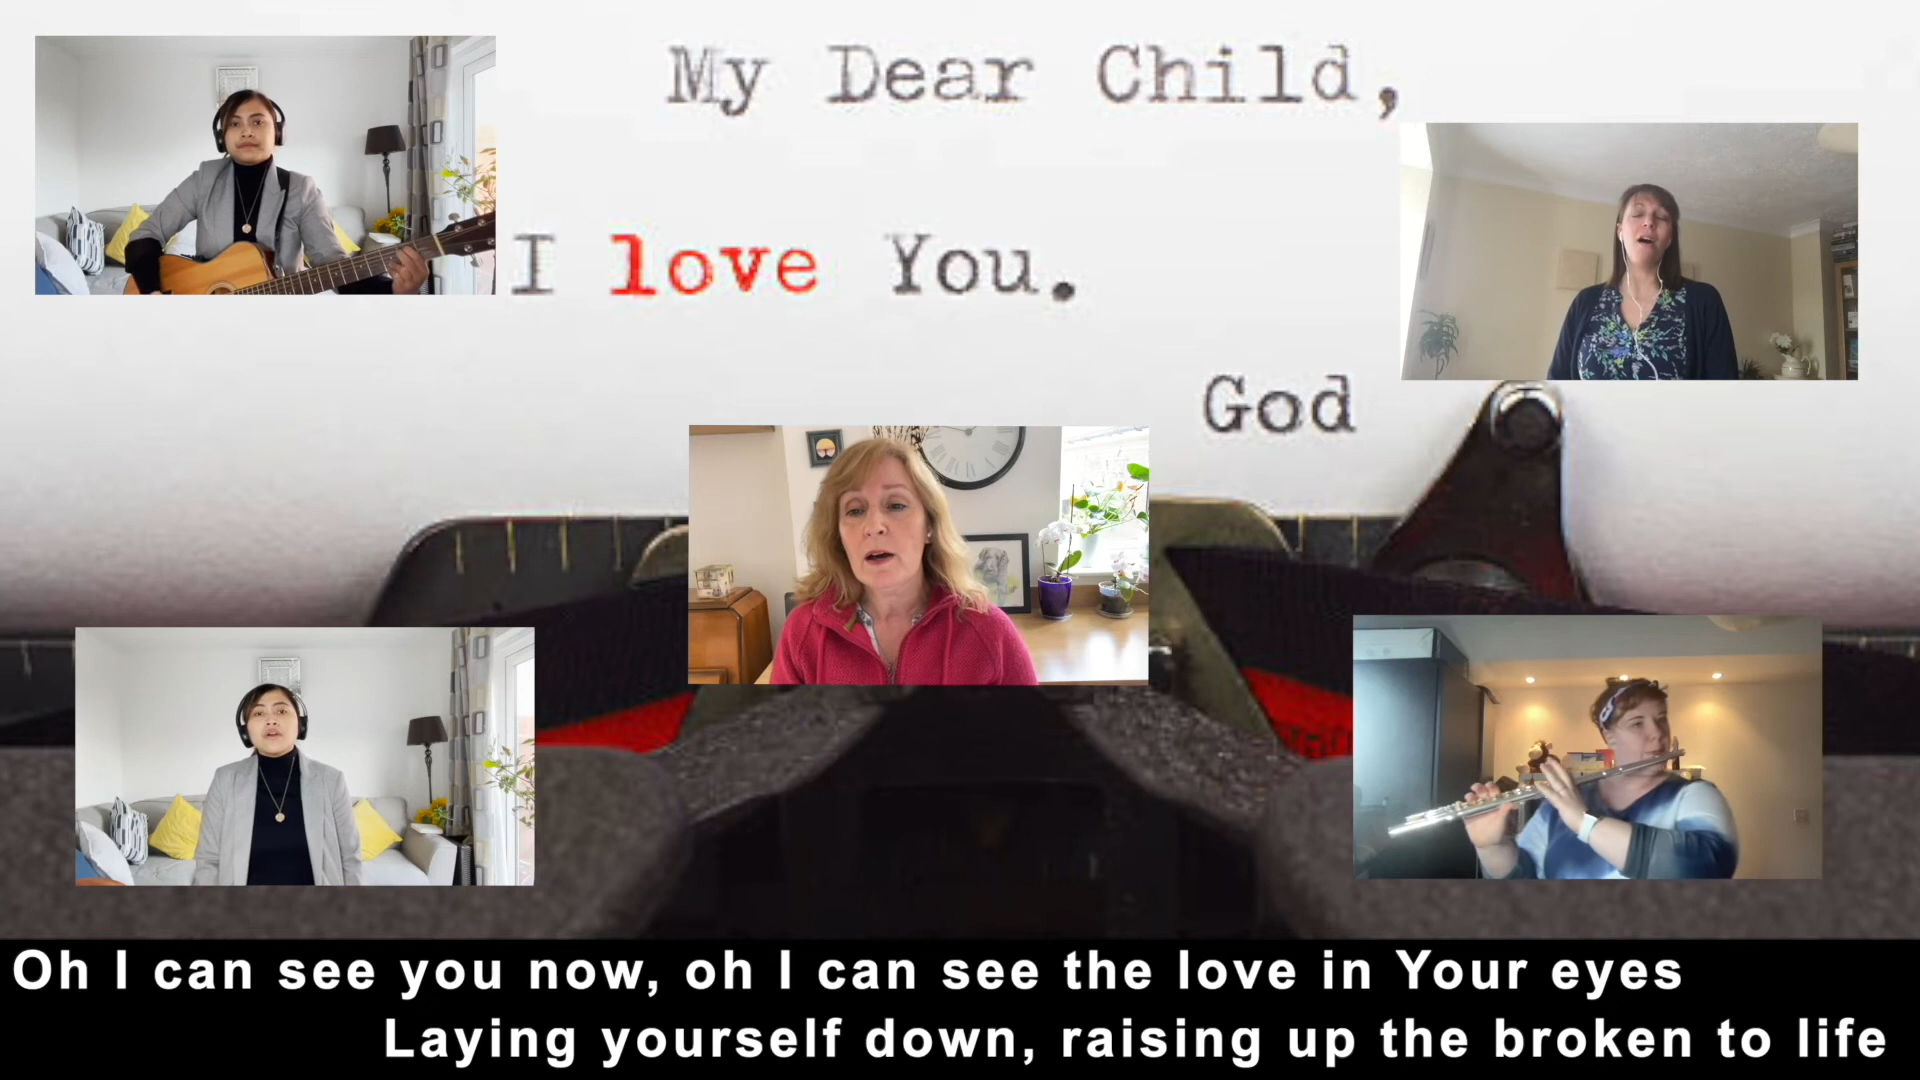 My Dear Child,
I love You.
God
Oh I can see you now, oh I can see the love in Your eyes
Laying yourself down, raising up the broken to life